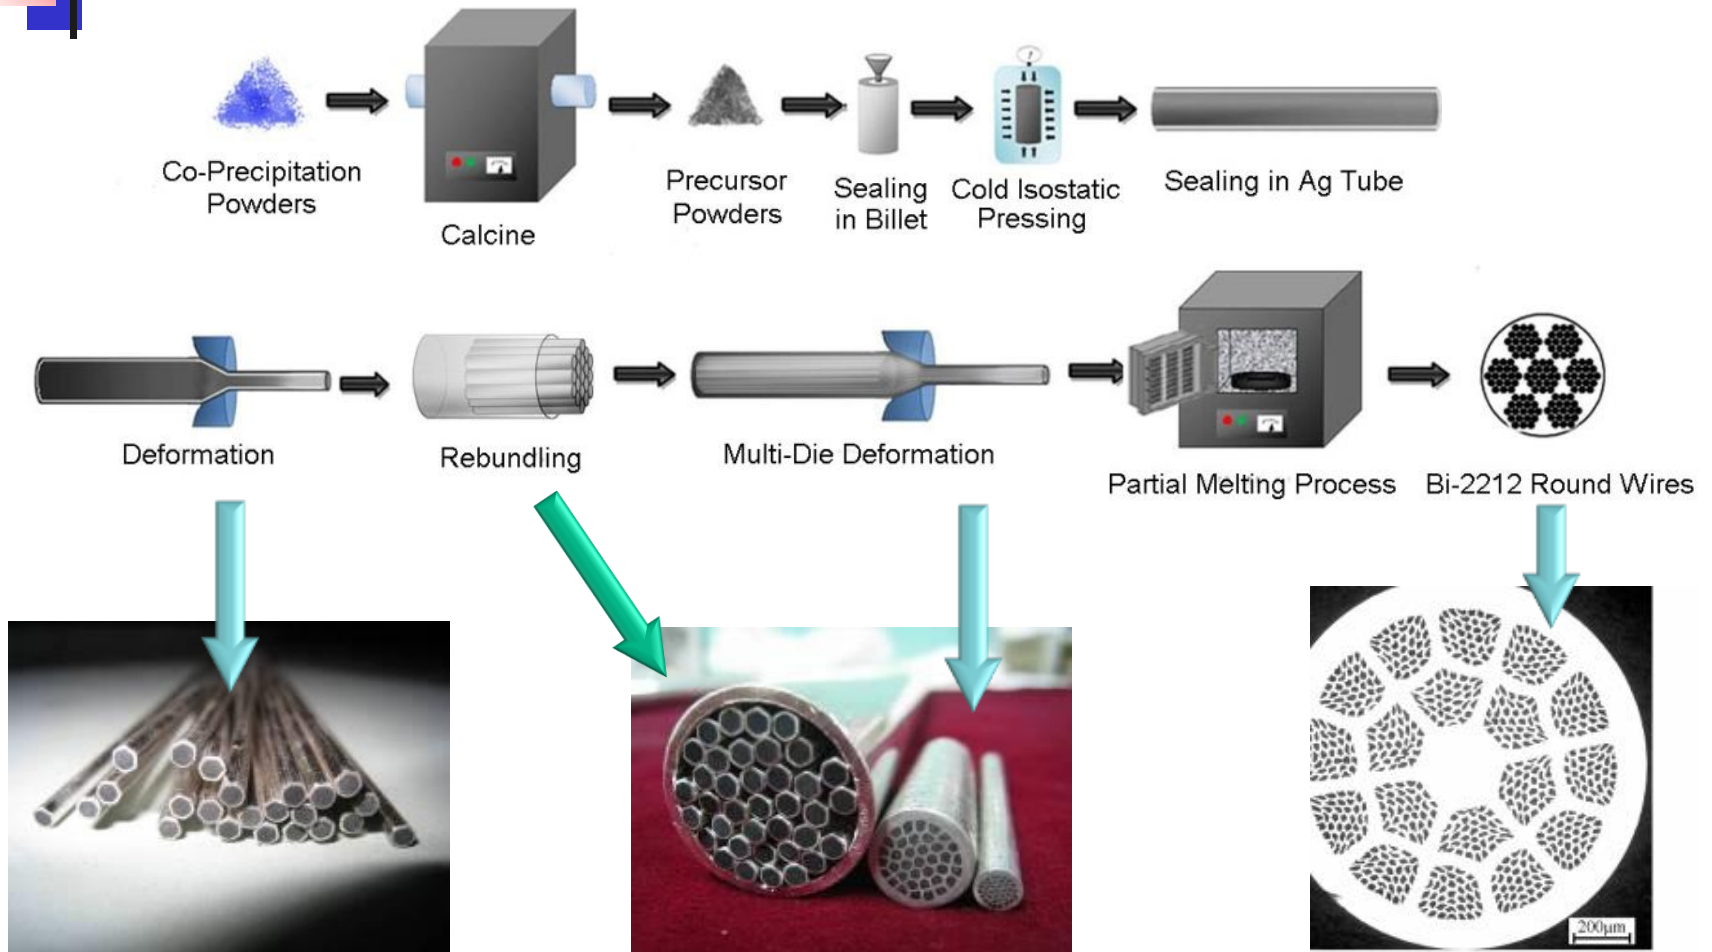 Co-Precipitation
Powders
Calcine
Precursor
Powders
Sealing
in Billet
Cold Isostatic
Pressing
Sealing in Ag Tube
Deformation
Rebundling
Multi-Die Deformation
Partial Melting Process
Bi-2212 Round Wires
200μm